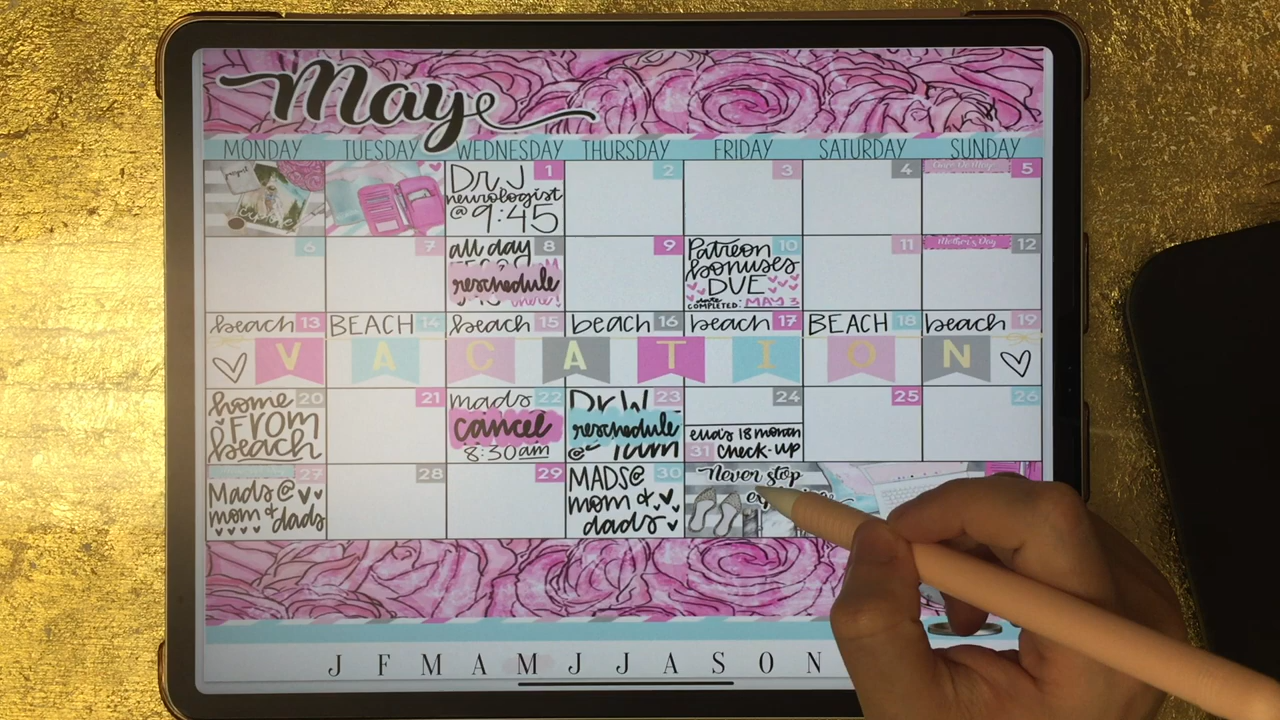 May
MONDAY TUESDAY WEDNESDAY THURSDAY FRIDAY SATURDAY SUNDAY
1 2 3 4 5
DrJ
neurologist
@ 9:45
6 7 8 9 10 11 12
all day
reschedule
Patreon
bonuses
DUE
date
COMPLETED: MAY 3
Mother's Day
beach 13 BEACH 14 beach 15 beach 16 beach 17 BEACH 18 beach 19
VACATION
20 21 22 23 24 25 26
home
FROM
beach
mads
cancel
8:30am
Dr W
reschedule
@ 10am
ella's 18 month
31 check-up
27 28 29 30
Mads@
mom &
dads
MADS@
mom &
dads
Never stop
J F M A M J J A S O N